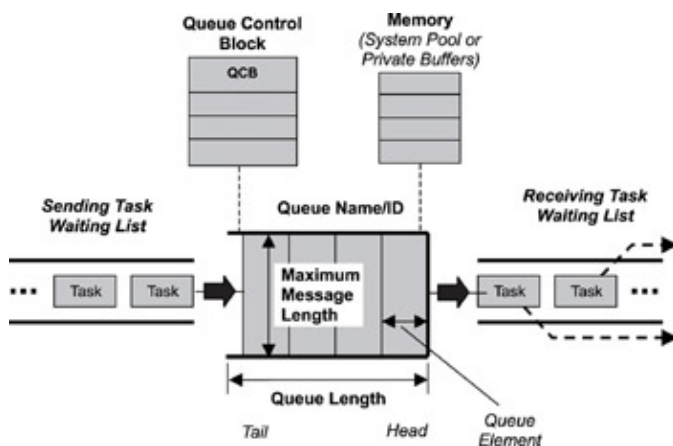 Queue Control
Block
QCB
Memory
(System Pool or
Private Buffers)
Sending Task
Waiting List
Queue Name/ID
Receiving Task
Waiting List
... Task Task
Maximum
Message
Length
Task Task ...
Queue Length
Tail
Head
Queue
Element